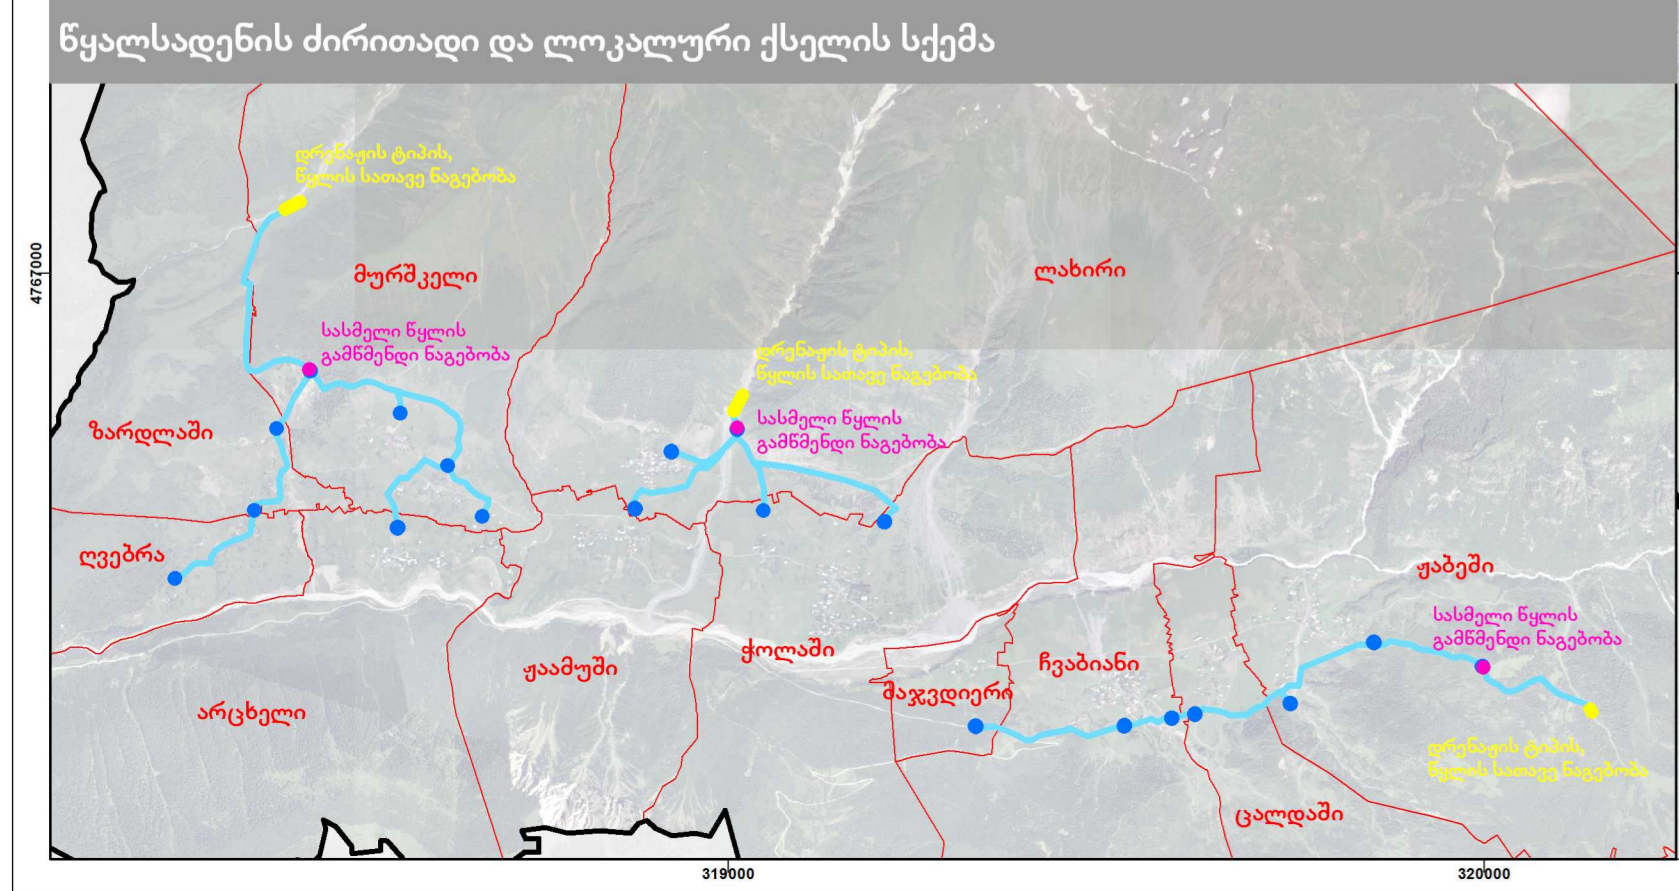 წყალსადენის ძირითადი და ლოკალური ქსელის სქემა
დრენაჟის ტიპის,
წყლის სათავე ნაგებობა
4767000
მურშკელი
ლახირი
სასმელი წყლის
გამწმენდი ნაგებობა
დრენაჟის ტიპის,
წყლის სათავე ნაგებობა
ზარდლაში
სასმელი წყლის
გამწმენდი ნაგებობა
ღვებრა
ჟაბეში
სასმელი წყლის
გამწმენდი ნაგებობა
ჭოლაში
ჩვაბიანი
ჟაამუში
მაჯვდიერი
არცხელი
დრენაჟის ტიპის,
წყლის სათავე ნაგებობა
ცალდაში
319000
320000